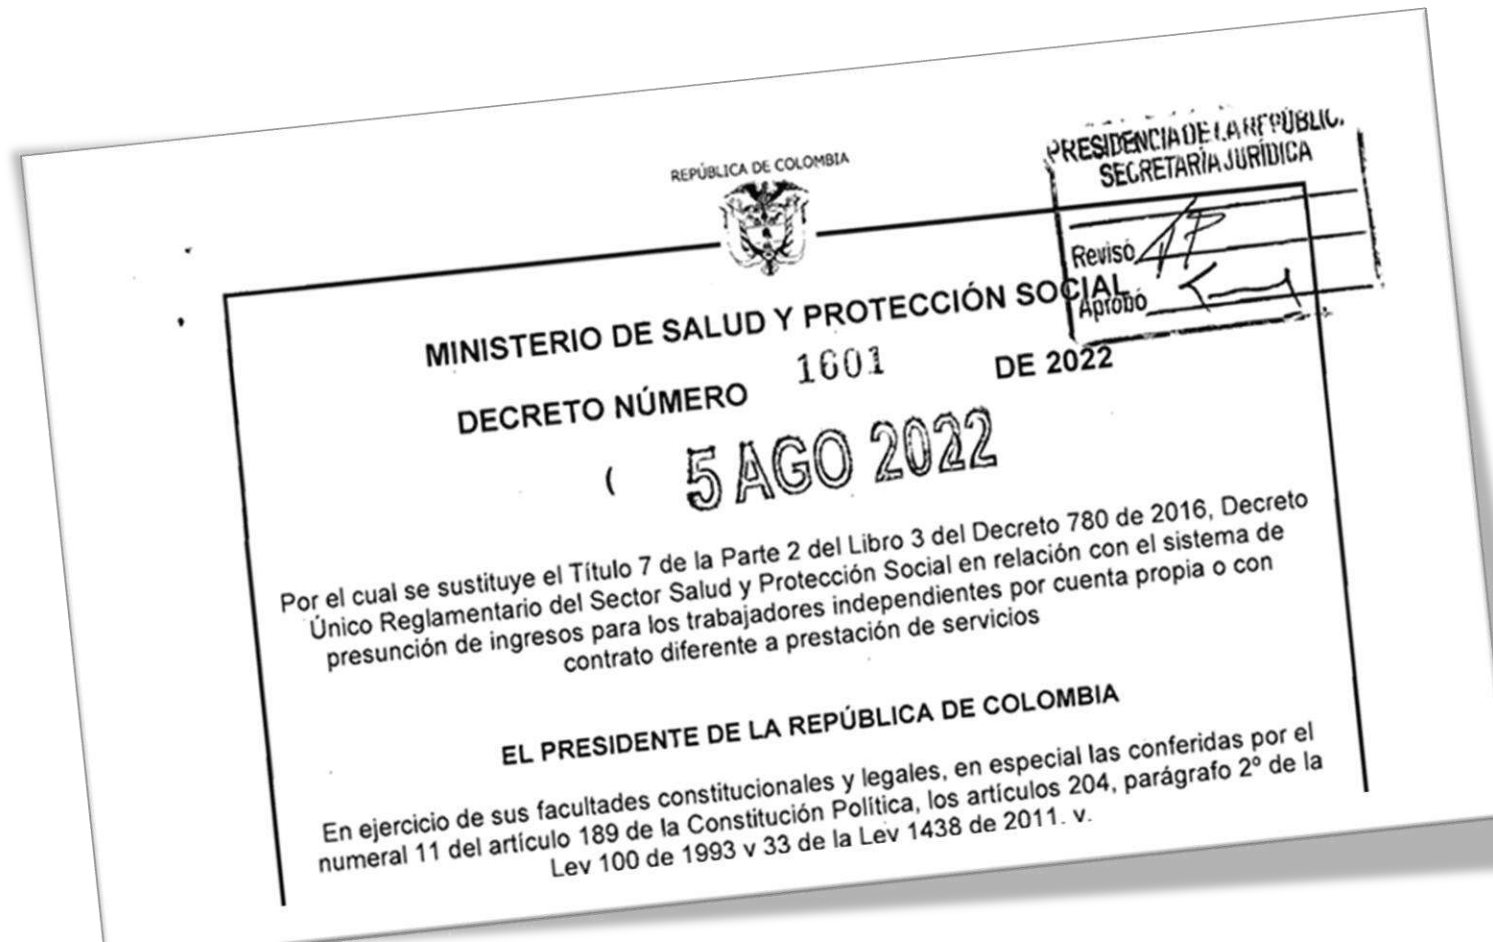 REPÚBLICA DE COLOMBIA
PRESIDENCIA DE LA REPÚBLIC.
SECRETARÍA JURÍDICA
Revisó
Aprobó
MINISTERIO DE SALUD Y PROTECCIÓN SOCIAL
DECRETO NÚMERO 1601 DE 2022
( 5 AGO 2022
Por el cual se sustituye el Título 7 de la Parte 2 del Libro 3 del Decreto 780 de 2016, Decreto
Único Reglamentario del Sector Salud y Protección Social en relación con el sistema de
presunción de ingresos para los trabajadores independientes por cuenta propia o con
contrato diferente a prestación de servicios
EL PRESIDENTE DE LA REPÚBLICA DE COLOMBIA
En ejercicio de sus facultades constitucionales y legales, en especial las conferidas por el
numeral 11 del artículo 189 de la Constitución Política, los artículos 204, parágrafo 2º de la
Ley 100 de 1993 y 33 de la Ley 1438 de 2011. y.